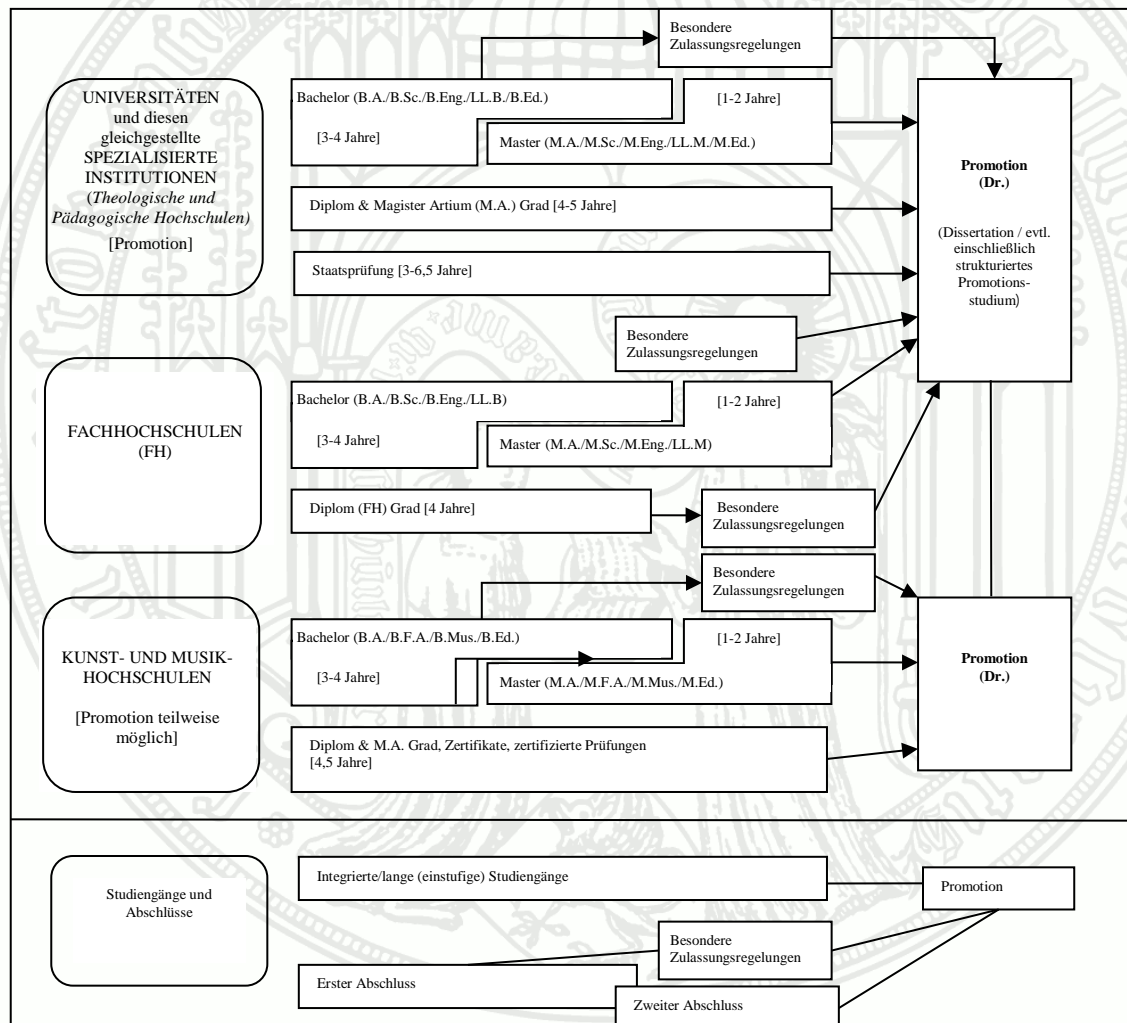 Besondere
Zulassungsregelungen
UNIVERSITÄTEN
und diesen
gleichgestellte
SPEZIALISIERTE
INSTITUTIONEN
(Theologische und
Pädagogische Hochschulen)
[Promotion]
Bachelor (B.A./B.Sc./B.Eng./LL.B./B.Ed.)
[3-4 Jahre]
[1-2 Jahre]
Master (M.A./M.Sc./M.Eng./LL.M./M.Ed.)
Diplom & Magister Artium (M.A.) Grad [4-5 Jahre]
Staatsprüfung [3-6,5 Jahre]
Promotion
(Dr.)
(Dissertation / evtl.
einschließlich
strukturiertes
Promotions-
studium)
Besondere
Zulassungsregelungen
FACHHOCHSCHULEN
(FH)
Bachelor (B.A./B.Sc./B.Eng./LL.B)
[3-4 Jahre]
[1-2 Jahre]
Master (M.A./M.Sc./M.Eng./LL.M)
Diplom (FH) Grad [4 Jahre]
Besondere
Zulassungsregelungen
Besondere
Zulassungsregelungen
KUNST- UND MUSIK-
HOCHSCHULEN
[Promotion teilweise
möglich]
Bachelor (B.A./B.F.A./B.Mus./B.Ed.)
[3-4 Jahre]
[1-2 Jahre]
Master (M.A./M.F.A./M.Mus./M.Ed.)
Diplom & M.A. Grad, Zertifikate, zertifizierte Prüfungen
[4,5 Jahre]
Promotion
(Dr.)
Studiengänge und
Abschlüsse
Integrierte/lange (einstufige) Studiengänge
Promotion
Besondere
Zulassungsregelungen
Erster Abschluss
Zweiter Abschluss